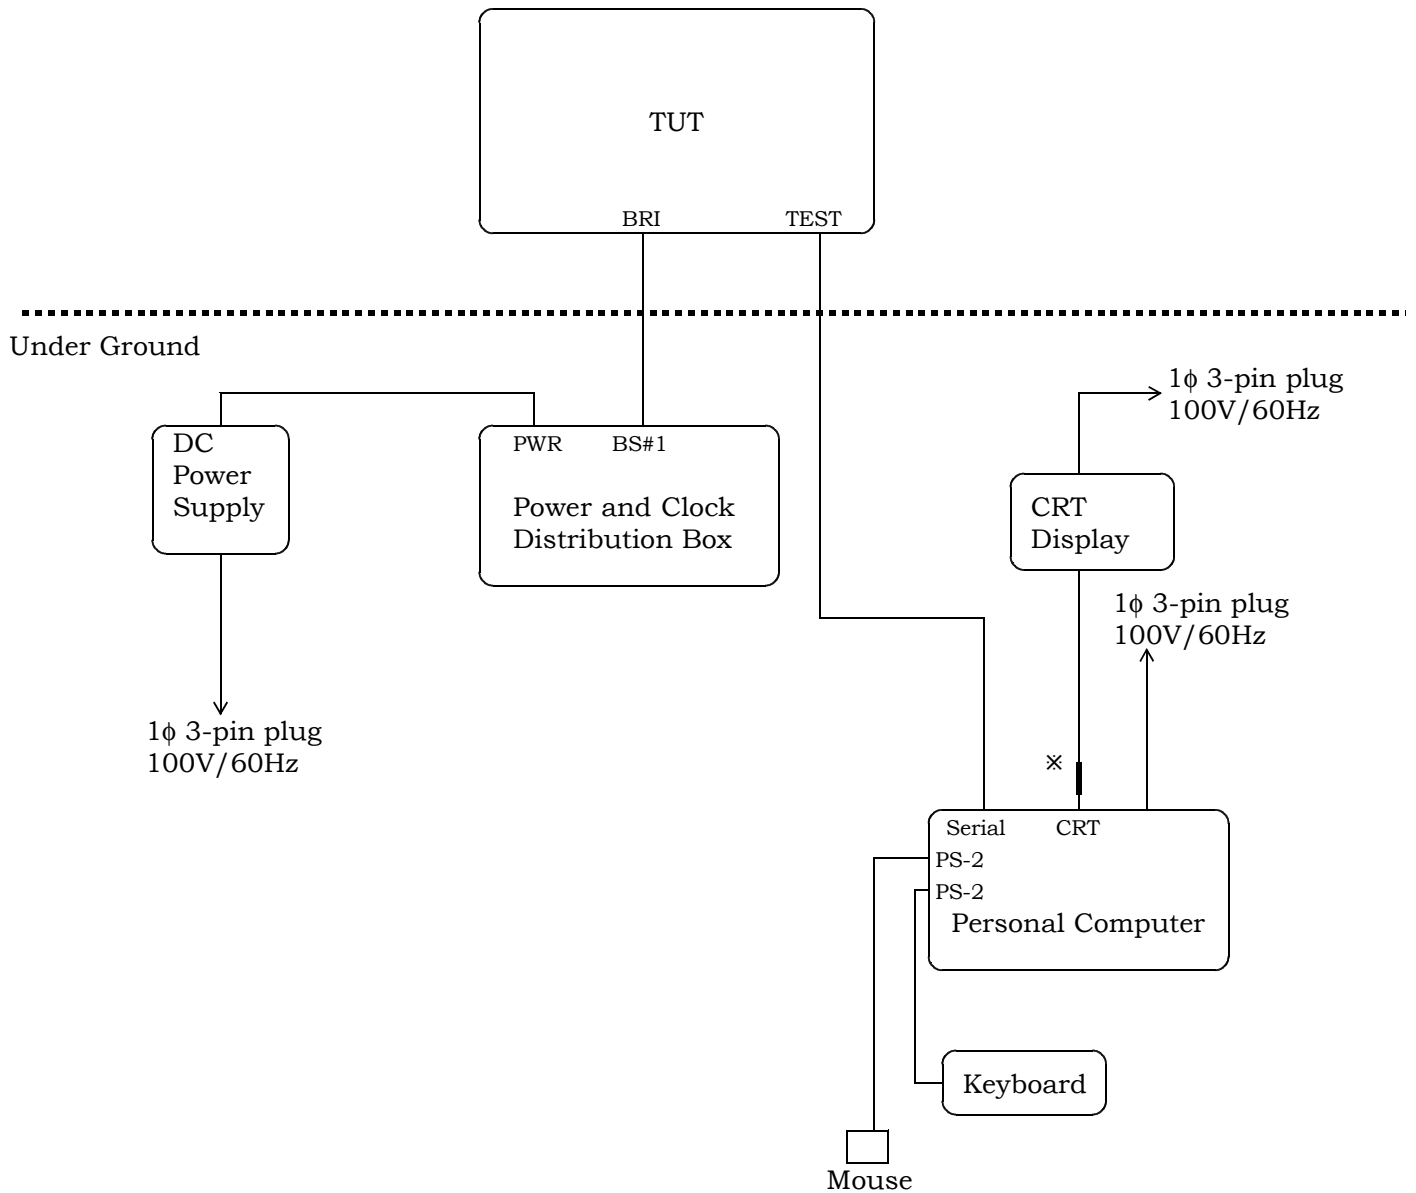 TUT
BRI
TEST
Under Ground
1ϕ 3-pin plug
100V/60Hz
DC
Power
Supply
PWR
BS#1
Power and Clock
Distribution Box
CRT
Display
1ϕ 3-pin plug
100V/60Hz
1ϕ 3-pin plug
100V/60Hz
※
Serial
CRT
PS-2
PS-2
Personal Computer
Keyboard
Mouse